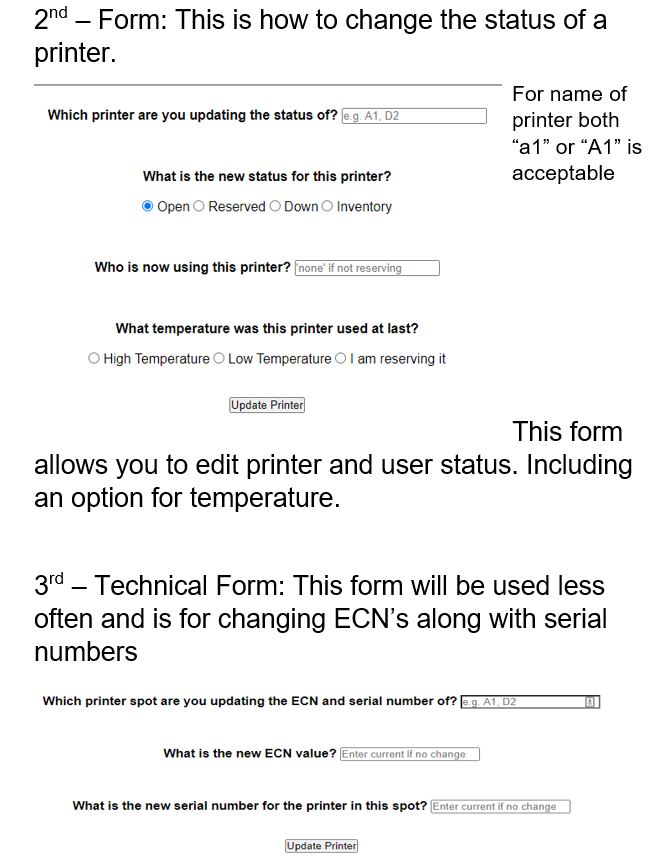 2nd – Form: This is how to change the status of a
printer.
Which printer are you updating the status of? e.g. A1, D2
For name of
printer both
“a1” or “A1” is
acceptable
What is the new status for this printer?
Open Reserved Down Inventory
Who is now using this printer? 'none' if not reserving
What temperature was this printer used at last?
High Temperature Low Temperature I am reserving it
Update Printer
This form
allows you to edit printer and user status. Including
an option for temperature.
3rd – Technical Form: This form will be used less
often and is for changing ECN’s along with serial
numbers
Which printer spot are you updating the ECN and serial number of? e.g. A1, D2
What is the new ECN value? Enter current if no change
What is the new serial number for the printer in this spot? Enter current if no change
Update Printer